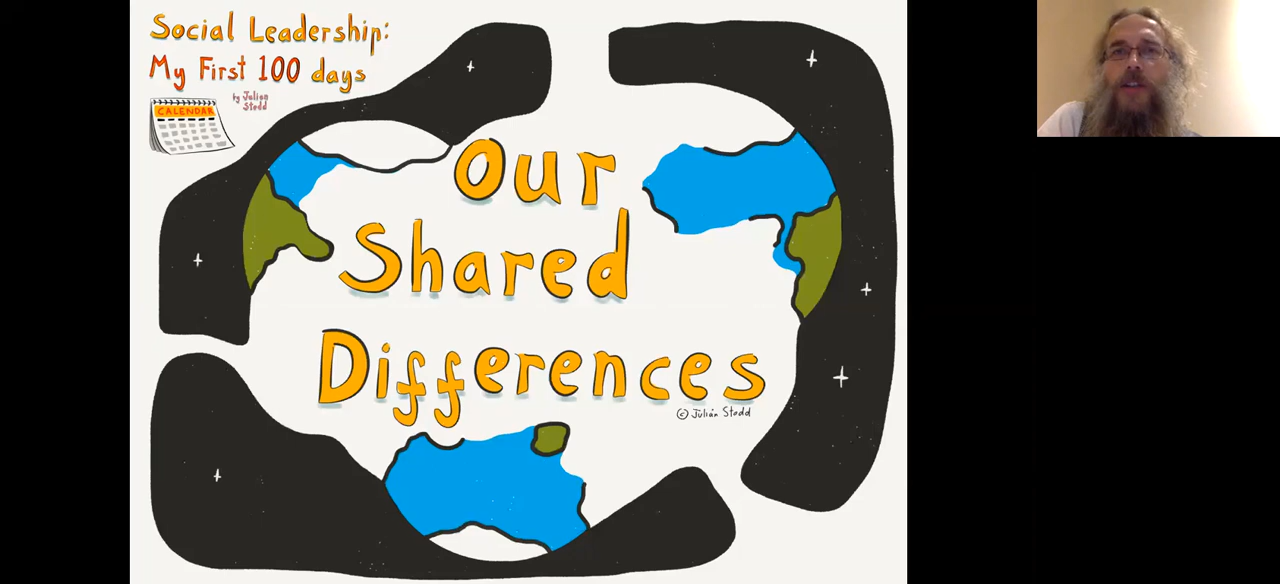 Social Leadership:
My First 100 days
by Julian
Stodd
CALENDAR
Our
Shared
Differences
© Julian Stodd